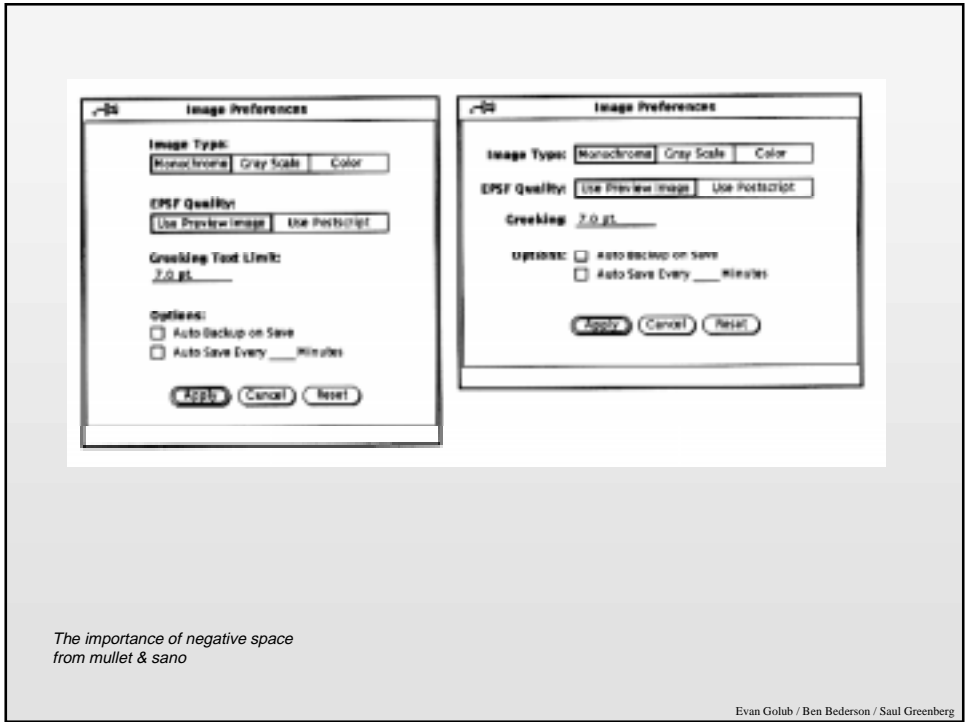 Image Preferences
Image Type:
Monochrome Gray Scale Color
EPSF Quality:
Use Preview Image Use Postscript
Greeking Text Limit:
7.0 pt.
Options:
Auto Backup on Save
Auto Save Every ____ Minutes
Apply Cancel Reset
Image Preferences
Image Type: Monochrome Gray Scale Color
EPSF Quality: Use Preview Image Use Postscript
Greeking 7.0 pt.
Options: Auto Backup on Save
Auto Save Every ____ Minutes
Apply Cancel Reset
The importance of negative space
from mullet & sano
Evan Golub / Ben Bederson / Saul Greenberg